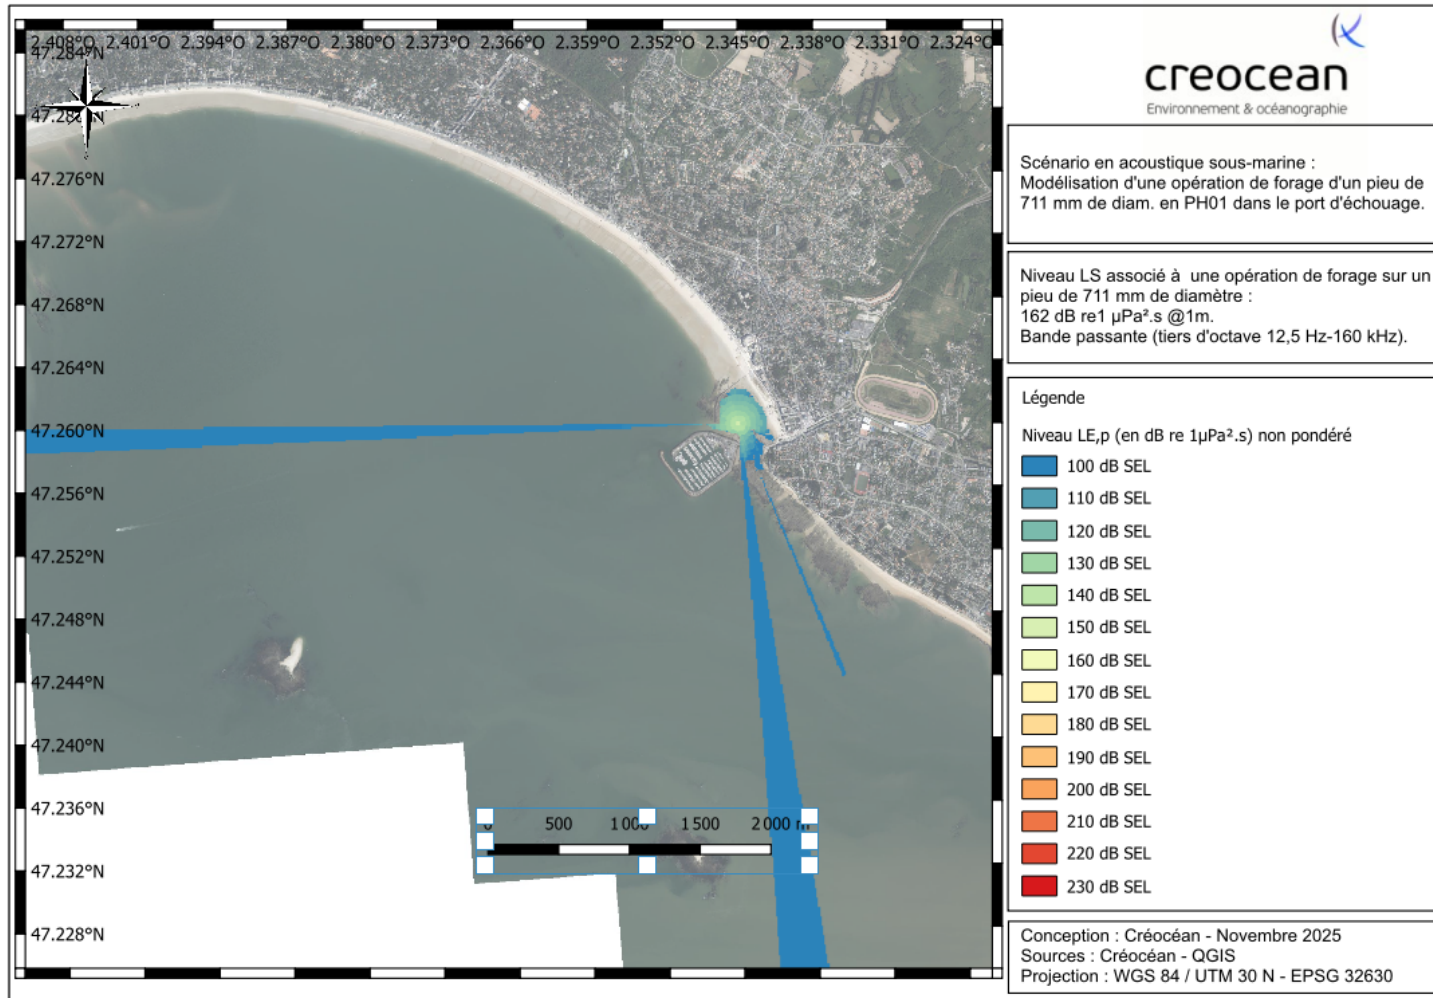 2.408°O 2.401°O 2.394°O 2.387°O 2.380°O 2.373°O 2.366°O 2.359°O 2.352°O 2.345°O 2.338°O 2.331°O 2.324°O
47.284°N
47.276°N
47.272°N
47.268°N
47.264°N
47.260°N
47.256°N
47.252°N
47.248°N
47.244°N
47.240°N
47.236°N
47.232°N
47.228°N
0 500 1 000 1 500 2 000 m
creocean
Environnement & océanographie
Scénario en acoustique sous-marine :
Modélisation d'une opération de forage d'un pieu de
711 mm de diam. en PH01 dans le port d'échouage.
Niveau LS associé à une opération de forage sur un
pieu de 711 mm de diamètre :
162 dB re1 µPa².s @1m.
Bande passante (tiers d'octave 12,5 Hz-160 kHz).
Légende
Niveau LE,p (en dB re 1µPa².s) non pondéré
100 dB SEL
110 dB SEL
120 dB SEL
130 dB SEL
140 dB SEL
150 dB SEL
160 dB SEL
170 dB SEL
180 dB SEL
190 dB SEL
200 dB SEL
210 dB SEL
220 dB SEL
230 dB SEL
Conception : Créocéan - Novembre 2025
Sources : Créocéan - QGIS
Projection : WGS 84 / UTM 30 N - EPSG 32630